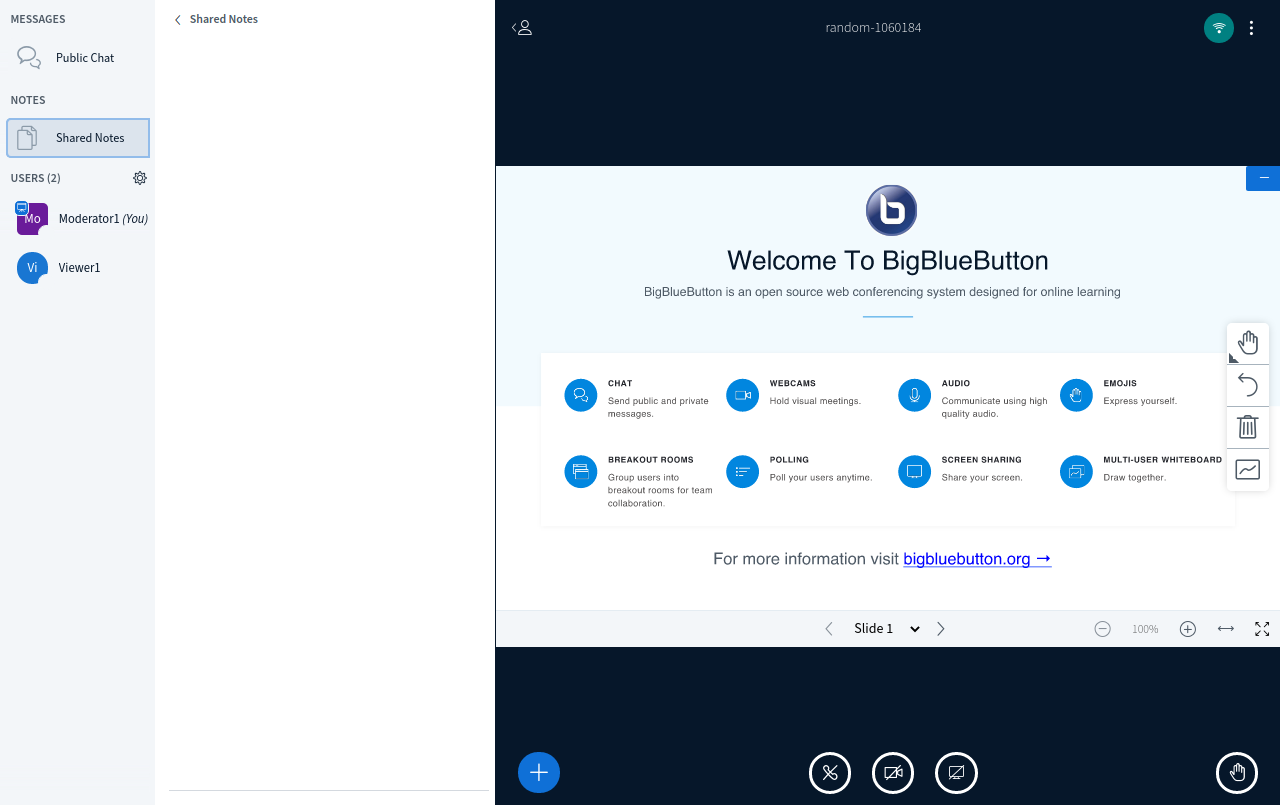 MESSAGES
Public Chat
NOTES
Shared Notes
USERS (2)
Mo
Moderator1 (You)
Vi
Viewer1
Shared Notes
random-1060184
Welcome To BigBlueButton
BigBlueButton is an open source web conferencing system designed for online learning
CHAT
Send public and private
messages.
WEBCAMS
Hold visual meetings.
AUDIO
Communicate using high
quality audio.
EMOJIS
Express yourself.
BREAKOUT ROOMS
Group users into
breakout rooms for team
collaboration.
POLLING
Poll your users anytime.
SCREEN SHARING
Share your screen.
MULTI-USER WHITEBOARD
Draw together.
For more information visit bigbluebutton.org →
Slide 1
100%